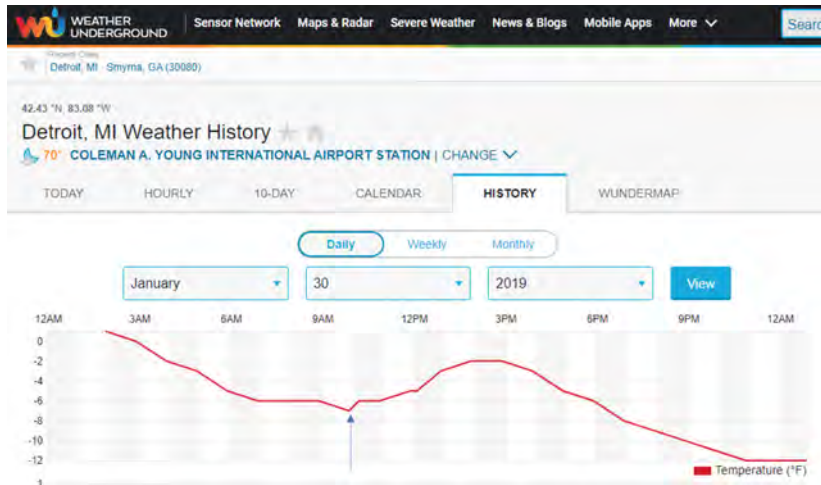 WEATHER UNDERGROUND
Sensor Network Maps & Radar Severe Weather News & Blogs Mobile Apps More
Recent Cities
Detroit, MI Smyrna, GA (30080)
42.43 °N, 83.08 °W
Detroit, MI Weather History
70° COLEMAN A. YOUNG INTERNATIONAL AIRPORT STATION | CHANGE
TODAY HOURLY 10-DAY CALENDAR HISTORY WUNDERMAP
Daily Weekly Monthly
January 30 2019 View
12AM 3AM 6AM 9AM 12PM 3PM 6PM 9PM 12AM
0
-2
-4
-6
-8
-10
-12
Temperature (°F)